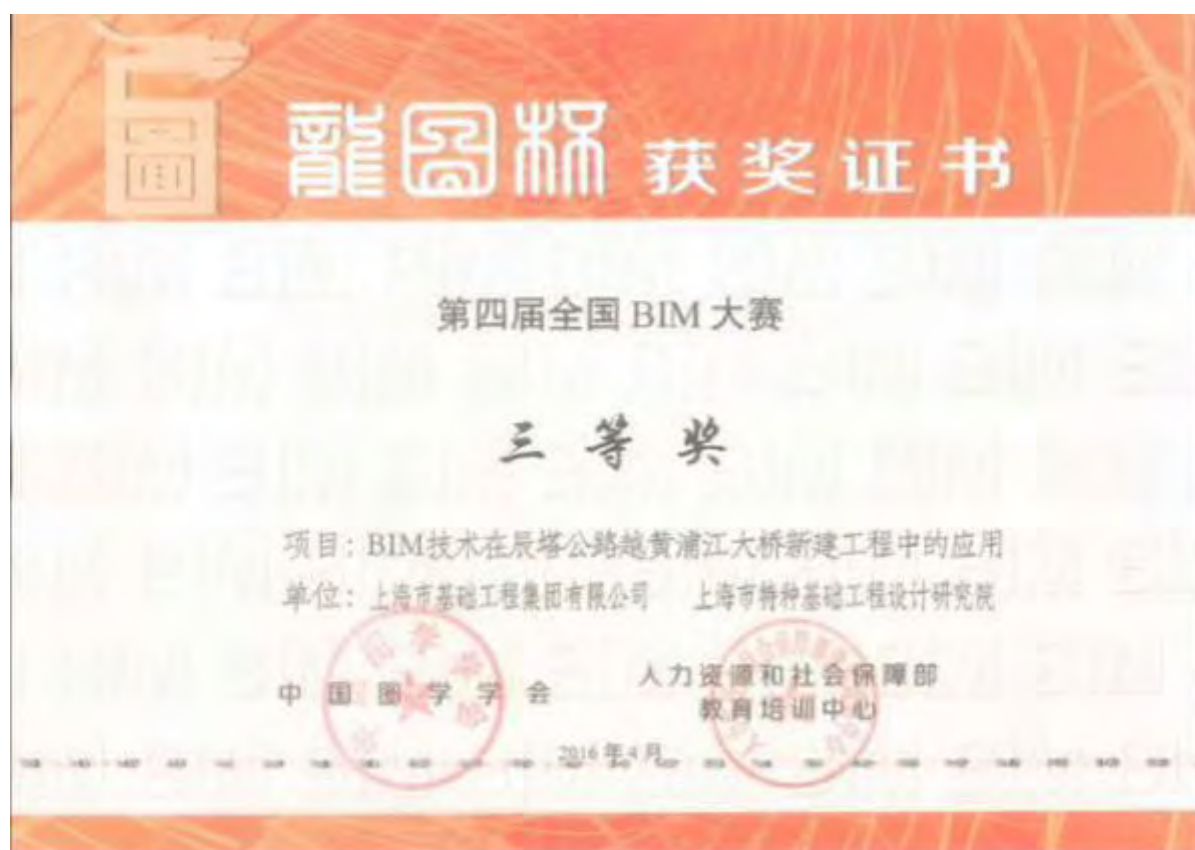 龍圖杯 获奖证书
第四届全国 BIM 大赛
三等奖
项目：BIM技术在辰塔公路越黄浦江大桥新建工程中的应用
单位：上海市基础工程集团有限公司 上海市特种基础工程设计研究院
中国图学学会
人力资源和社会保障部
教育培训中心
2016年4月